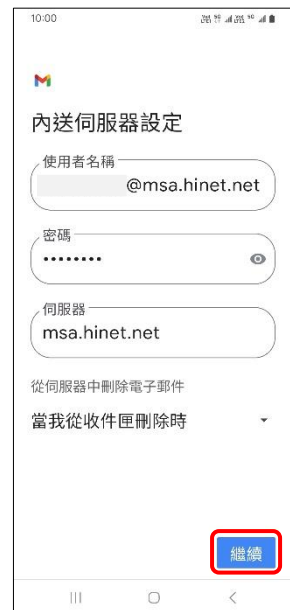 10:00
內送伺服器設定
使用者名稱
@msa.hinet.net
密碼
••••••••
伺服器
msa.hinet.net
從伺服器中刪除電子郵件
當我從收件匣刪除時
繼續